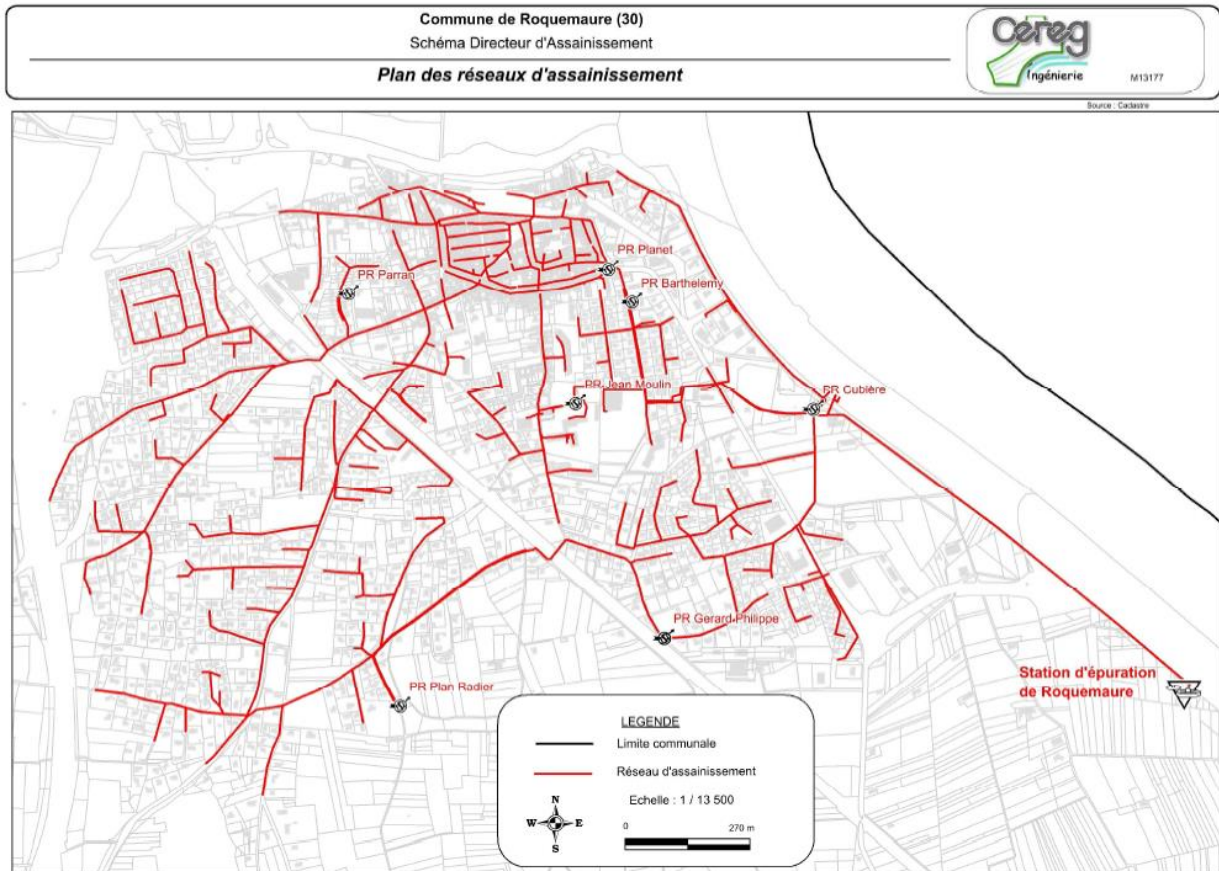 Commune de Roquemaure (30)
Schéma Directeur d'Assainissement
Plan des réseaux d'assainissement
Cereg
Ingénierie
M13177
Source : Cadastre
PR Planet
PR Parran
PR Barthelemy
PR Jean Moulin
PR Cubière
PR Gerard Philippe
PR Plan Radier
Station d'épuration
de Roquemaure
LEGENDE
Limite communale
Réseau d'assainissement
N
W E
S
Echelle : 1 / 13 500
0 270 m